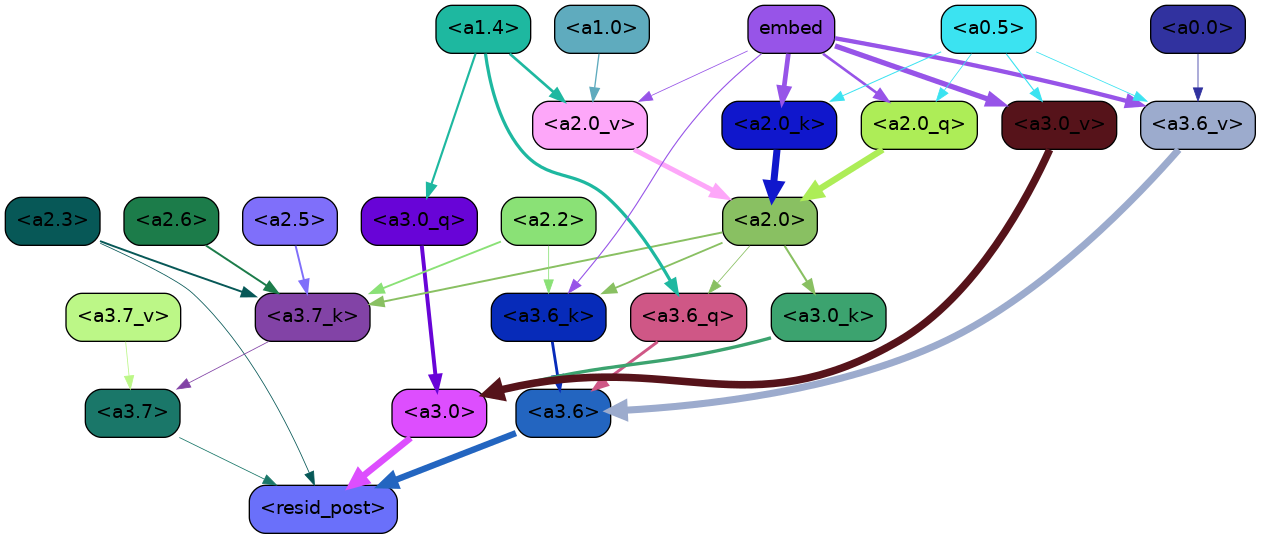 <a1.4>
<a1.0>
embed
<a0.5>
<a0.0>
<a2.0_v>
<a2.0_k>
<a2.0_q>
<a3.0_v>
<a3.6_v>
<a2.3>
<a2.6>
<a2.5>
<a3.0_q>
<a2.2>
<a2.0>
<a3.7_v>
<a3.7_k>
<a3.6_k>
<a3.6_q>
<a3.0_k>
<a3.7>
<a3.0>
<a3.6>
<resid_post>